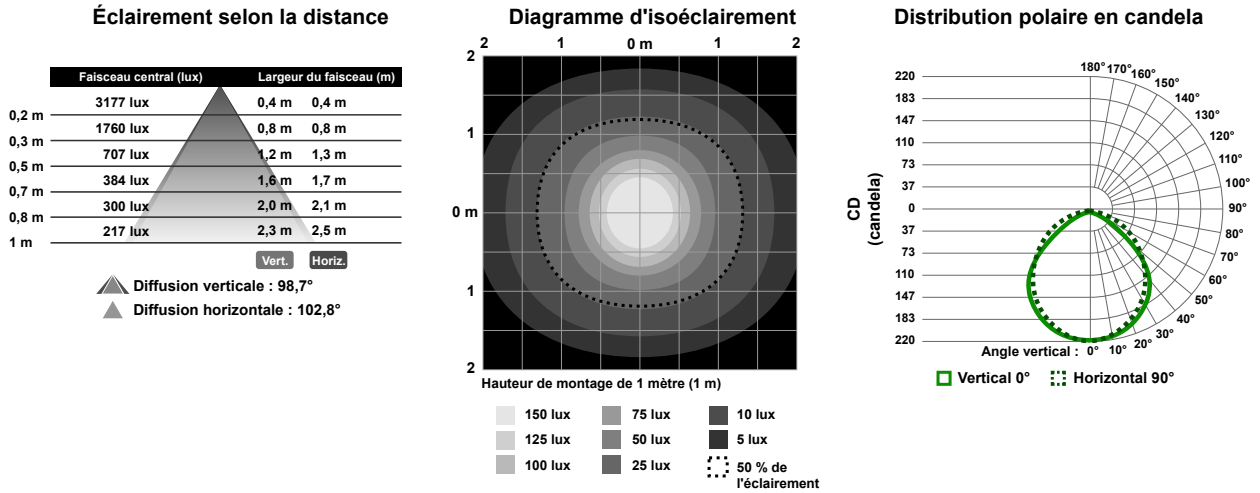 Éclairement selon la distance
Faisceau central (lux) Largeur du faisceau (m)
3177 lux 0,4 m 0,4 m
0,2 m
1760 lux 0,8 m 0,8 m
0,3 m
707 lux 1,2 m 1,3 m
0,5 m
384 lux 1,6 m 1,7 m
0,7 m
300 lux 2,0 m 2,1 m
0,8 m
217 lux 2,3 m 2,5 m
1 m
Vert. Horiz.
Diffusion verticale : 98,7°
Diffusion horizontale : 102,8°
Diagramme d'isoéclairement
2 1 0 m 1 2
2
1
0 m
1
2
Hauteur de montage de 1 mètre (1 m)
150 lux 75 lux 10 lux
125 lux 50 lux 5 lux
100 lux 25 lux 50 % de
l'éclairement
Distribution polaire en candela
CD
(candela)
220
183
147
110
73
37
0
37
73
110
147
183
220
180° 170° 160° 150° 140° 130° 120° 110° 100° 90° 80° 70° 60° 50° 40° 30° 20° 10° 0°
Angle vertical :
Vertical 0° Horizontal 90°